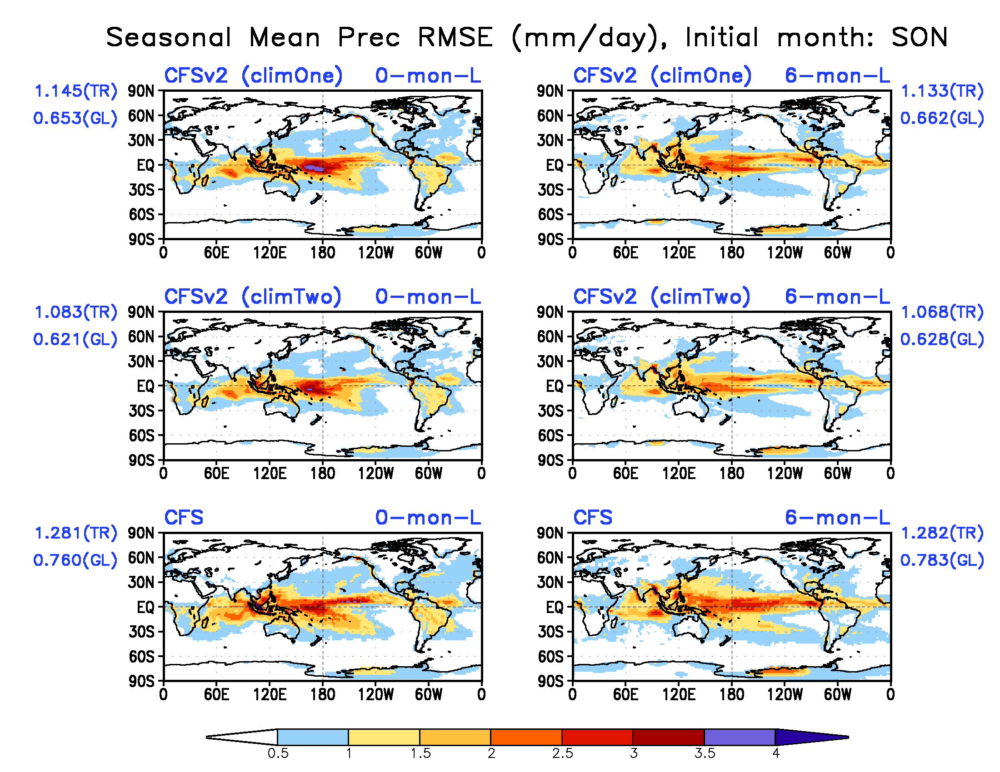 Seasonal Mean Prec RMSE (mm/day), Initial month: SON
CFSv2 (climOne) 0-mon-L
1.145(TR)
0.653(GL)
90N
60N
30N
EQ
30S
60S
90S
0 60E 120E 180 120W 60W 0
CFSv2 (climOne) 6-mon-L
1.133(TR)
0.662(GL)
90N
60N
30N
EQ
30S
60S
90S
0 60E 120E 180 120W 60W 0
CFSv2 (climTwo) 0-mon-L
1.083(TR)
0.621(GL)
90N
60N
30N
EQ
30S
60S
90S
0 60E 120E 180 120W 60W 0
CFSv2 (climTwo) 6-mon-L
1.068(TR)
0.628(GL)
90N
60N
30N
EQ
30S
60S
90S
0 60E 120E 180 120W 60W 0
CFS 0-mon-L
1.281(TR)
0.760(GL)
90N
60N
30N
EQ
30S
60S
90S
0 60E 120E 180 120W 60W 0
CFS 6-mon-L
1.282(TR)
0.783(GL)
90N
60N
30N
EQ
30S
60S
90S
0 60E 120E 180 120W 60W 0
0.5 1 1.5 2 2.5 3 3.5 4